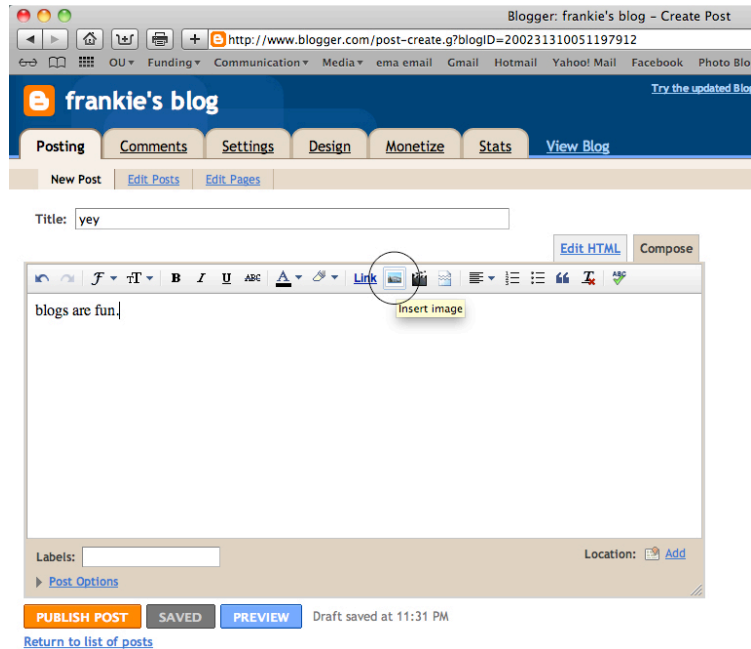 Blogger: frankie's blog – Create Post
http://www.blogger.com/post-create.g?blogID=200231310051197912
OU Funding Communication Media ema email Gmail Hotmail Yahoo! Mail Facebook Photo Blo
Try the updated Blog
frankie's blog
Posting Comments Settings Design Monetize Stats View Blog
New Post Edit Posts Edit Pages
Title: yey
Edit HTML Compose
F TT B I U ABC A Link ABC
Insert image
blogs are fun.
Labels: Location: Add
Post Options
PUBLISH POST SAVED PREVIEW Draft saved at 11:31 PM
Return to list of posts